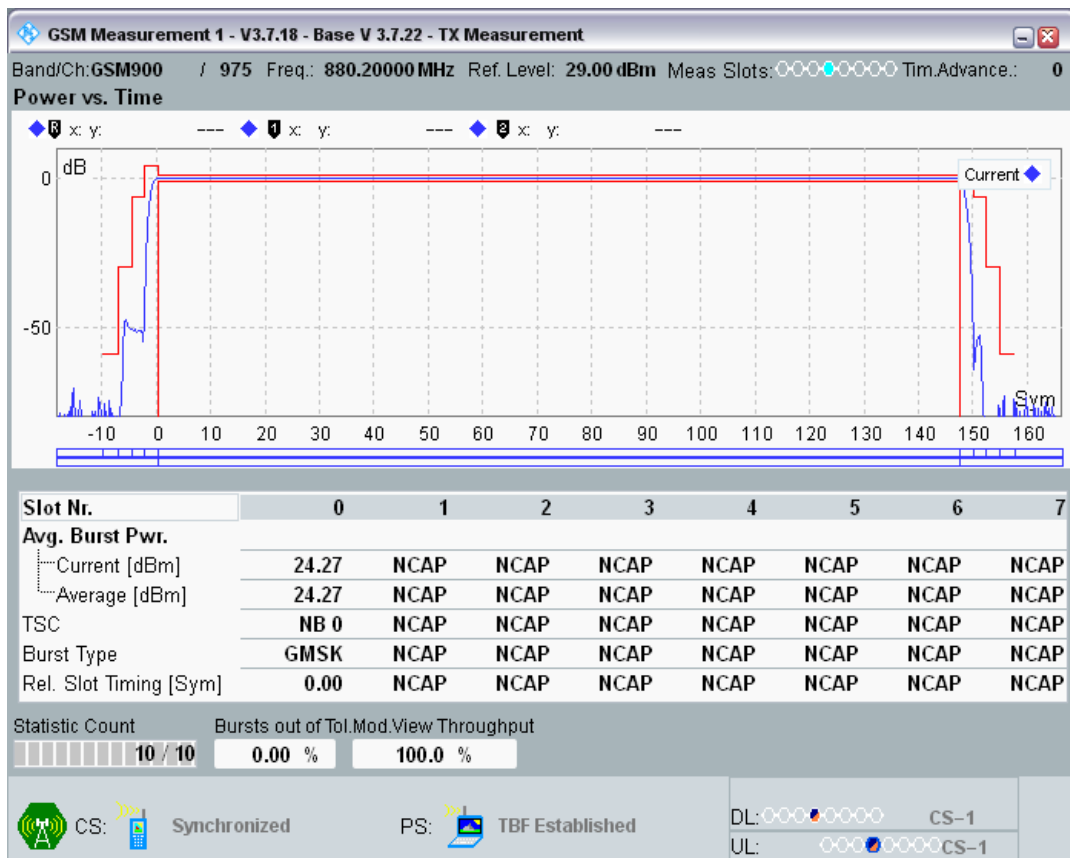 GSM Measurement 1 - V3.7.18 - Base V 3.7.22 - TX Measurement
Band/Ch:GSM900 / 975 Freq.: 880.20000 MHz Ref. Level: 29.00 dBm Meas Slots: Tim.Advance.: 0
Power vs. Time
R x: y: --- 1 x: y: --- 2 x: y: ---
dB
Current
0
-50
Sym
-10 0 10 20 30 40 50 60 70 80 90 100 110 120 130 140 150 160
Slot Nr. 0 1 2 3 4 5 6 7
Avg. Burst Pwr.
Current [dBm] 24.27 NCAP NCAP NCAP NCAP NCAP NCAP NCAP
Average [dBm] 24.27 NCAP NCAP NCAP NCAP NCAP NCAP NCAP
TSC NB 0 NCAP NCAP NCAP NCAP NCAP NCAP NCAP
Burst Type GMSK NCAP NCAP NCAP NCAP NCAP NCAP NCAP
Rel. Slot Timing [Sym] 0.00 NCAP NCAP NCAP NCAP NCAP NCAP NCAP
Statistic Count Bursts out of Tol.Mod.View Throughput
10 / 10 0.00 % 100.0 %
CS: Synchronized PS: TBF Established
DL: CS-1
UL: CS-1